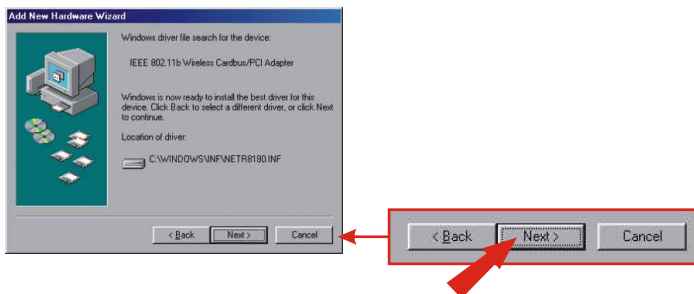 Add New Hardware Wizard
Windows driver file search for the device:
IEEE 802.11b Wireless Cardbus/PCI Adapter
Windows is now ready to install the best driver for this
device. Click Back to select a different driver, or click Next
to continue.
Location of driver:
C:\WINDOWS\INF\NETR8180.INF
< Back Next > Cancel
< Back Next > Cancel